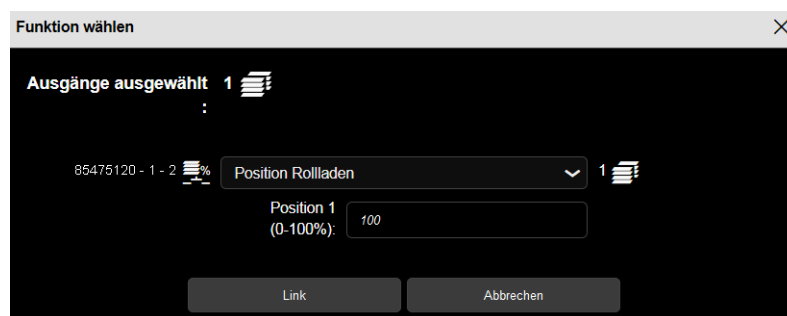 Funktion wählen
Ausgänge ausgewählt 1
:
85475120 - 1 - 2 % Position Rollladen 1
Position 1
(0-100%): 100
Link Abbrechen